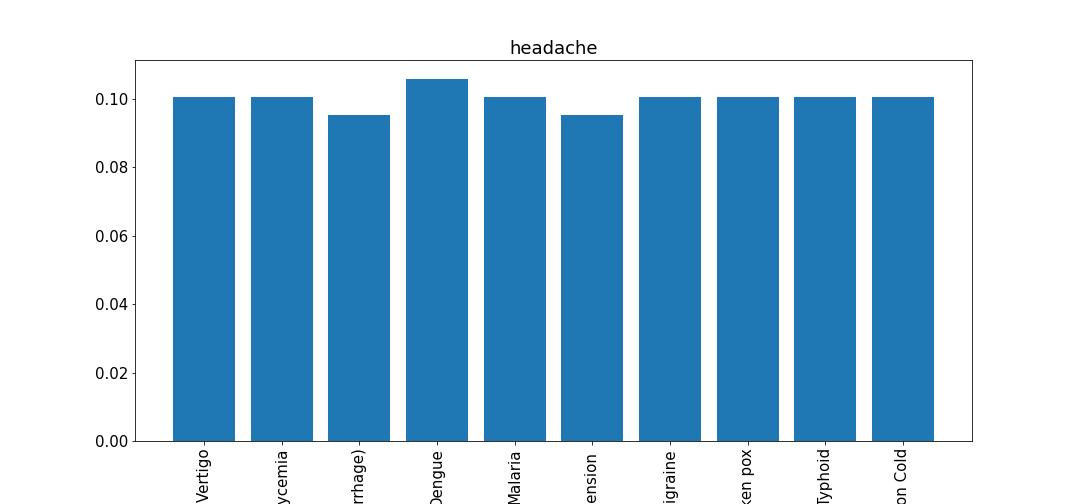 headache
0.10
0.08
0.06
0.04
0.02
0.00
Vertigo
ycemia
rrhage)
Dengue
Malaria
ension
igraine
ken pox
Typhoid
on Cold